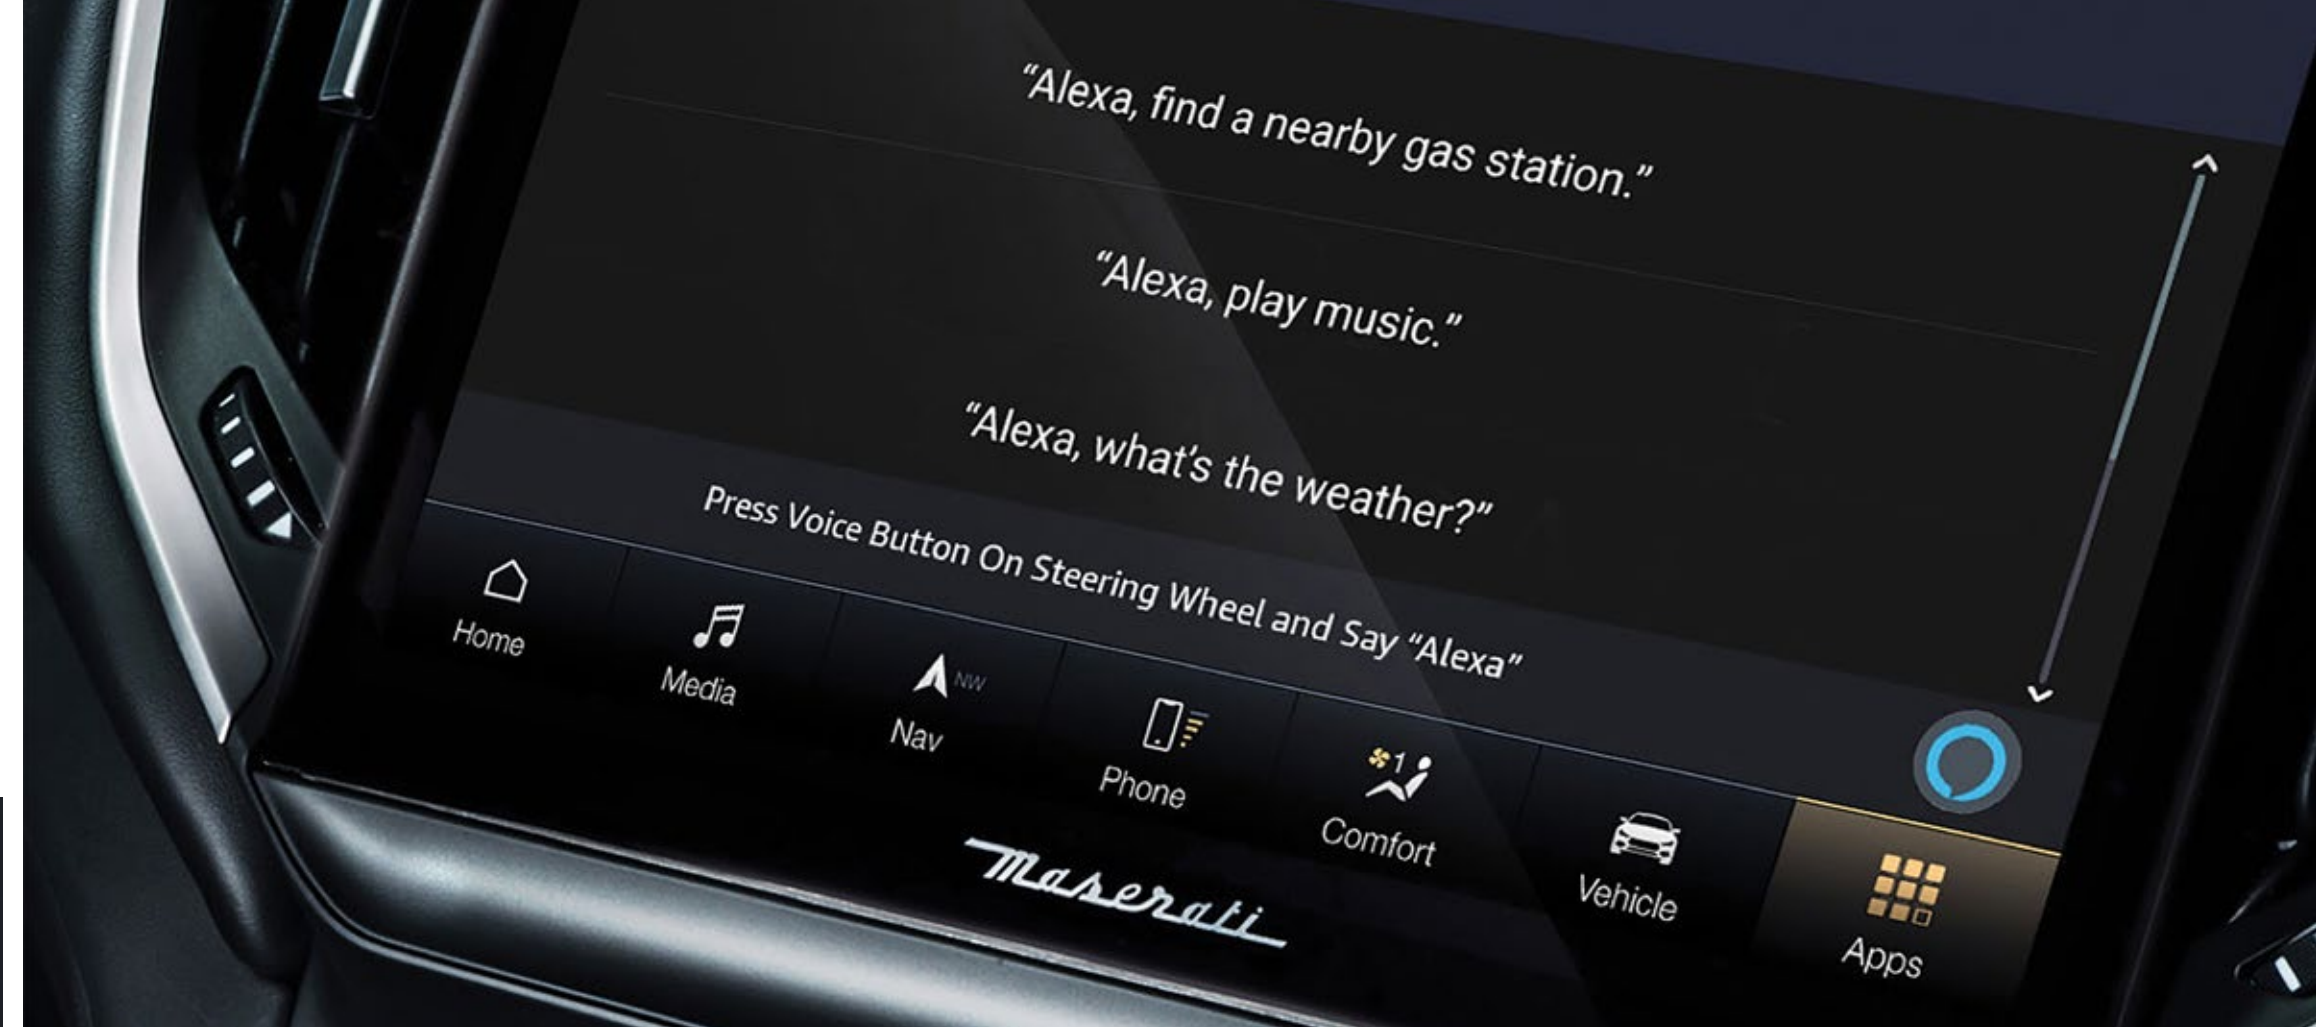 “Alexa, find a nearby gas station.”
“Alexa, play music.”
“Alexa, what’s the weather?”
Press Voice Button On Steering Wheel and Say “Alexa”
Home
Media
NW
Nav
Phone
1
Comfort
Vehicle
Apps
Maserati